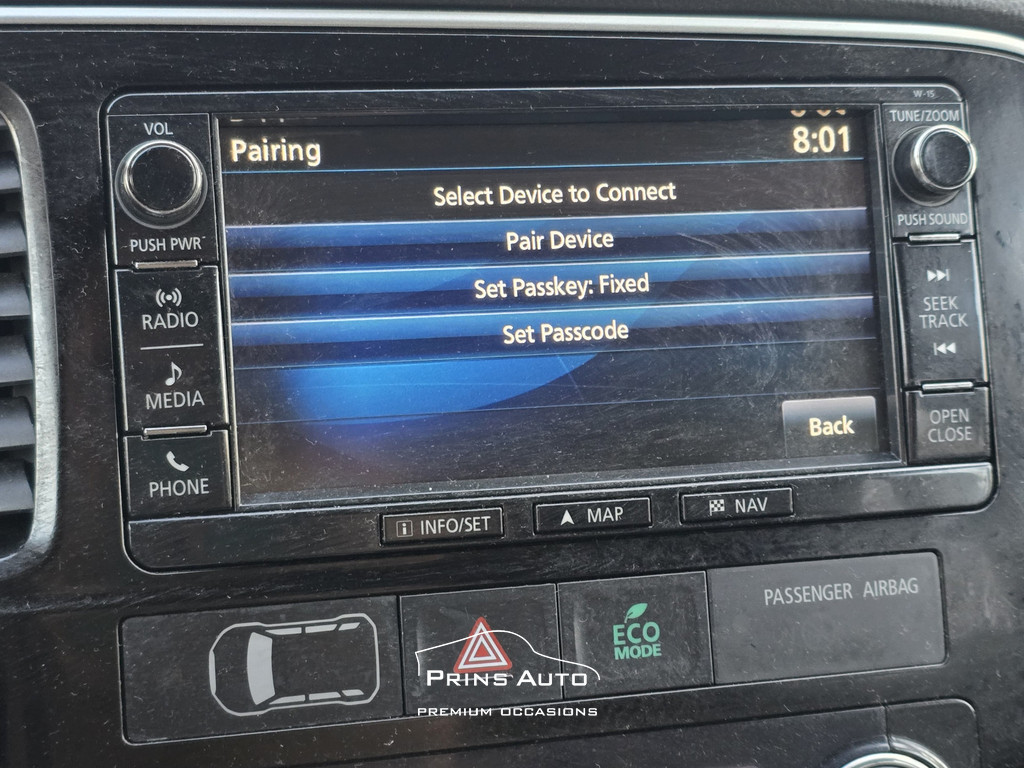 W-15
VOL
PUSH PWR
RADIO
MEDIA
PHONE
Pairing
8:01
Select Device to Connect
Pair Device
Set Passkey: Fixed
Set Passcode
Back
TUNE/ZOOM
PUSH SOUND
SEEK
TRACK
OPEN
CLOSE
INFO/SET
MAP
NAV
ECO
MODE
PASSENGER AIRBAG
PRINS AUTO
PREMIUM OCCASIONS